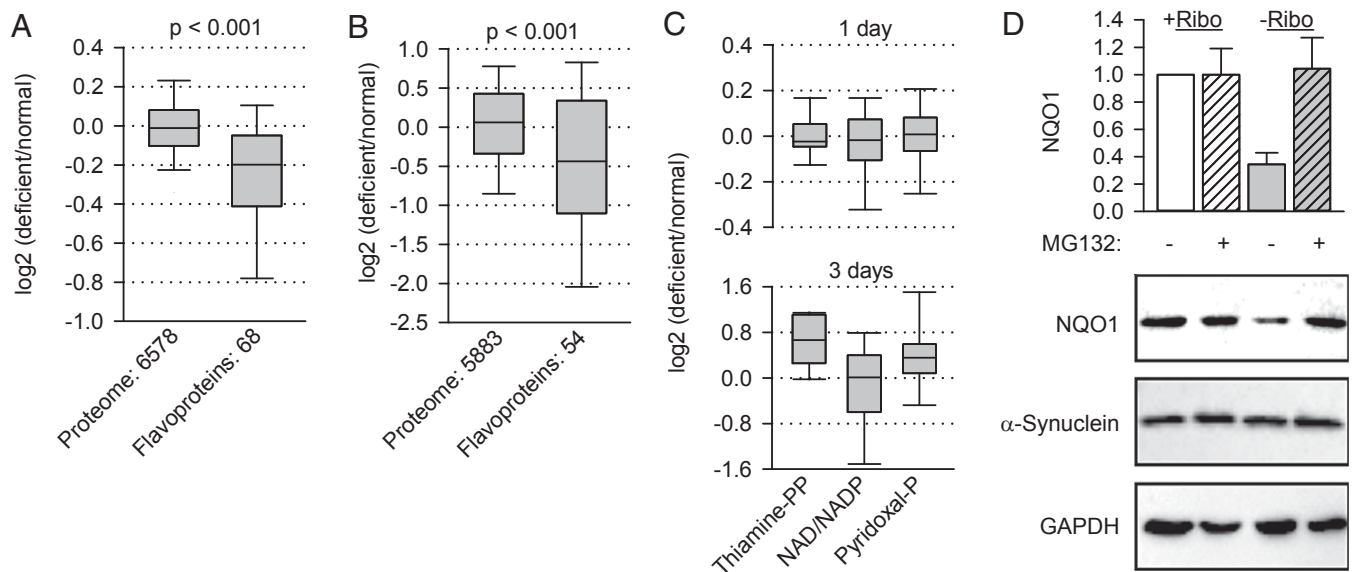 A
p < 0.001
log2 (deficient/normal)
0.4
0.2
0.0
-0.2
-0.4
-0.6
-0.8
-1.0
Proteome: 6578
Flavoproteins: 68
B
p < 0.001
log2 (deficient/normal)
1.0
0.5
0.0
-0.5
-1.0
-1.5
-2.0
-2.5
Proteome: 5883
Flavoproteins: 54
C
log2 (deficient/normal)
1 day
0.4
0.2
0.0
-0.2
0.4
3 days
1.6
0.8
0.0
-0.8
-1.6
Thiamine-PP
NAD/NADP
Pyridoxal-P
D
+Ribo -Ribo
NQO1
1.4
1.2
1.0
0.8
0.6
0.4
0.2
0.0
MG132: - + - +
NQO1
α-Synuclein
GAPDH